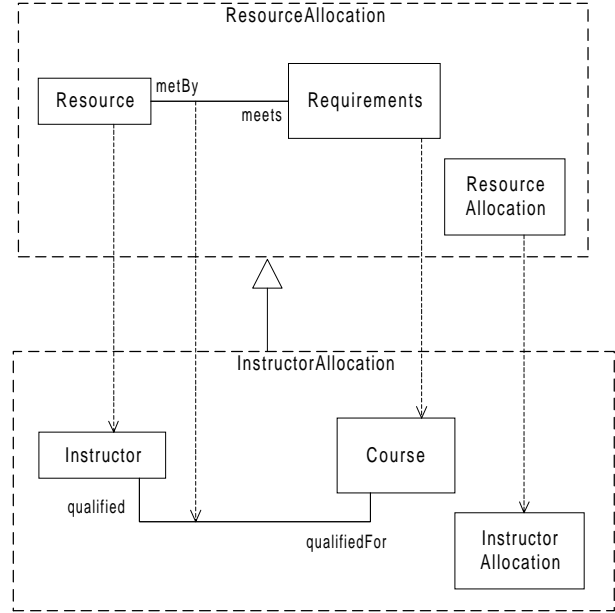 ResourceAllocation
Resource
metBy
meets
Requirements
Resource
Allocation
InstructorAllocation
Instructor
Course
qualified
qualifiedFor
Instructor
Allocation